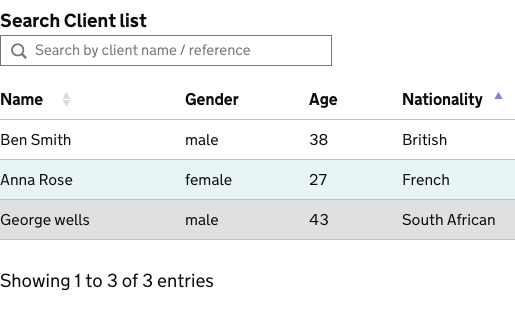 Search Client list
Search by client name / reference
Name Gender Age Nationality
Ben Smith male 38 British
Anna Rose female 27 French
George wells male 43 South African
Showing 1 to 3 of 3 entries